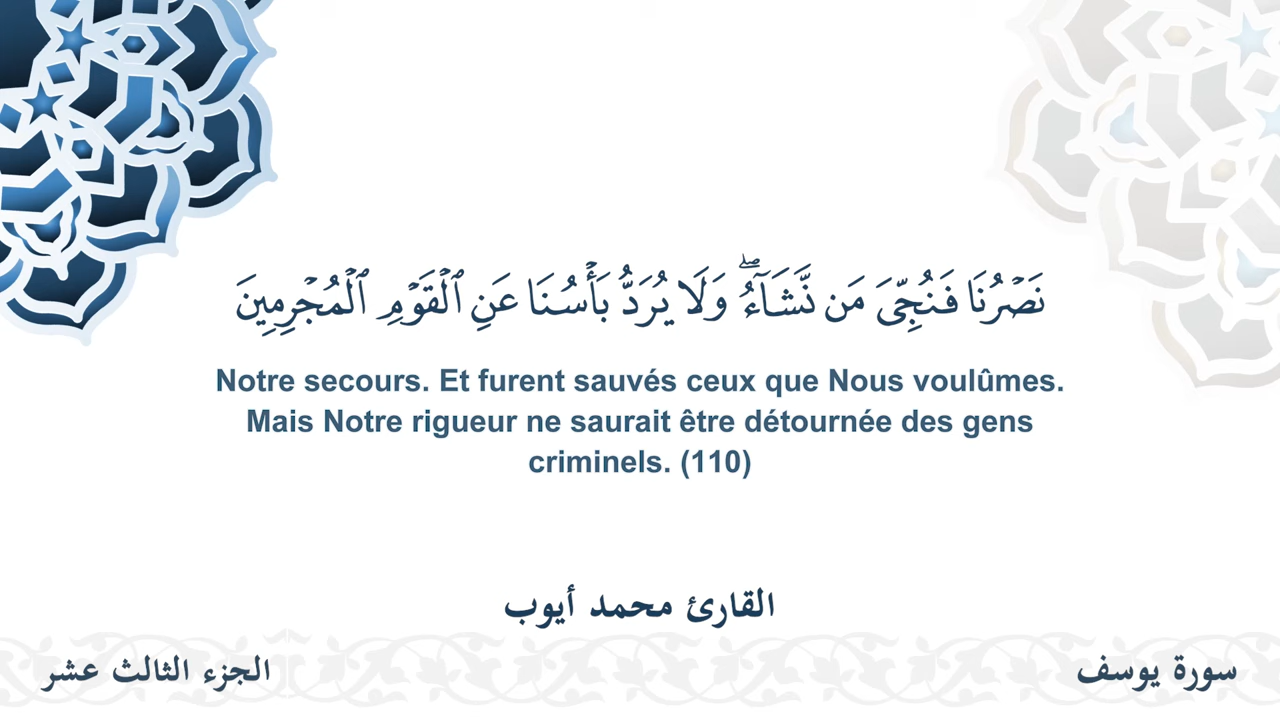 نَصْرُنَا فَنُجِّىَ مَن نَّشَآءُ ۖ وَلَا يُرَدُّ بَأْسُنَا عَنِ ٱلْقَوْمِ ٱلْمُجْرِمِينَ
Notre secours. Et furent sauvés ceux que Nous voulûmes.
Mais Notre rigueur ne saurait être détournée des gens
criminels. (110)
القارئ محمد أيوب
سورة يوسف
الجزء الثالث عشر